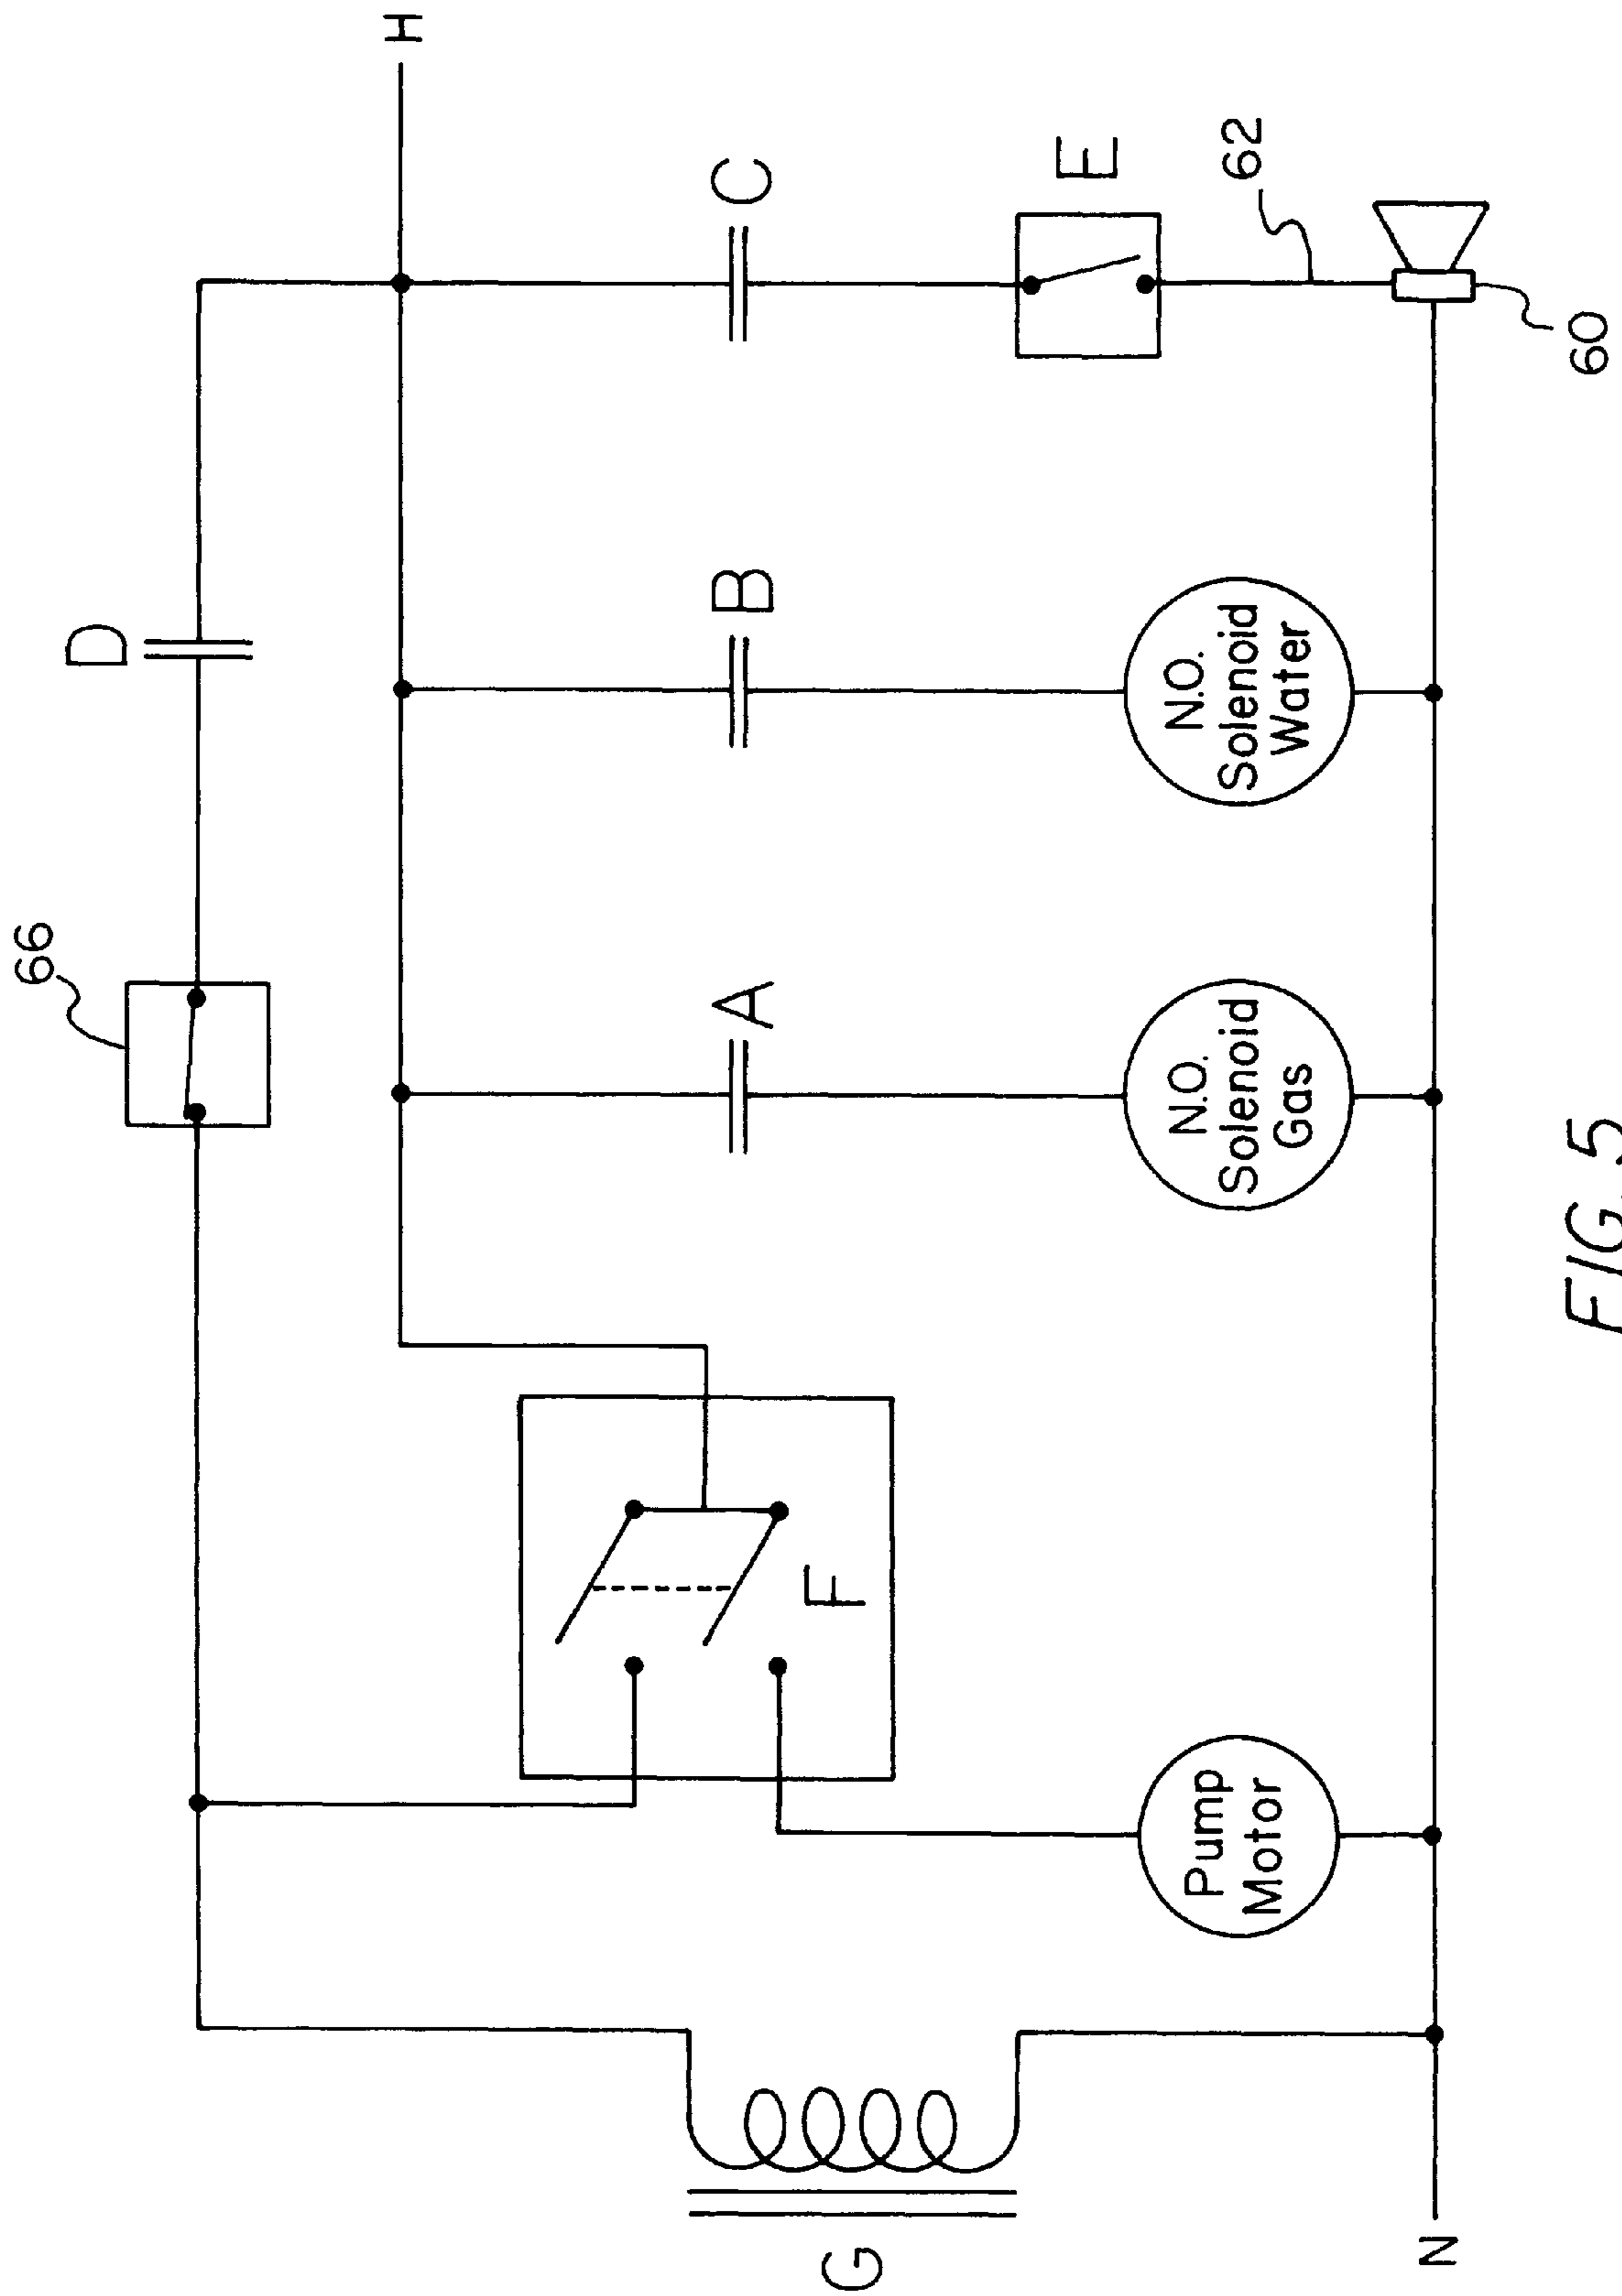 H
C
E
62
60
D
B
N.O.
Solenoid
Water
66
A
N.O.
Solenoid
Gas
F
Pump
Motor
G
N
FIG. 5